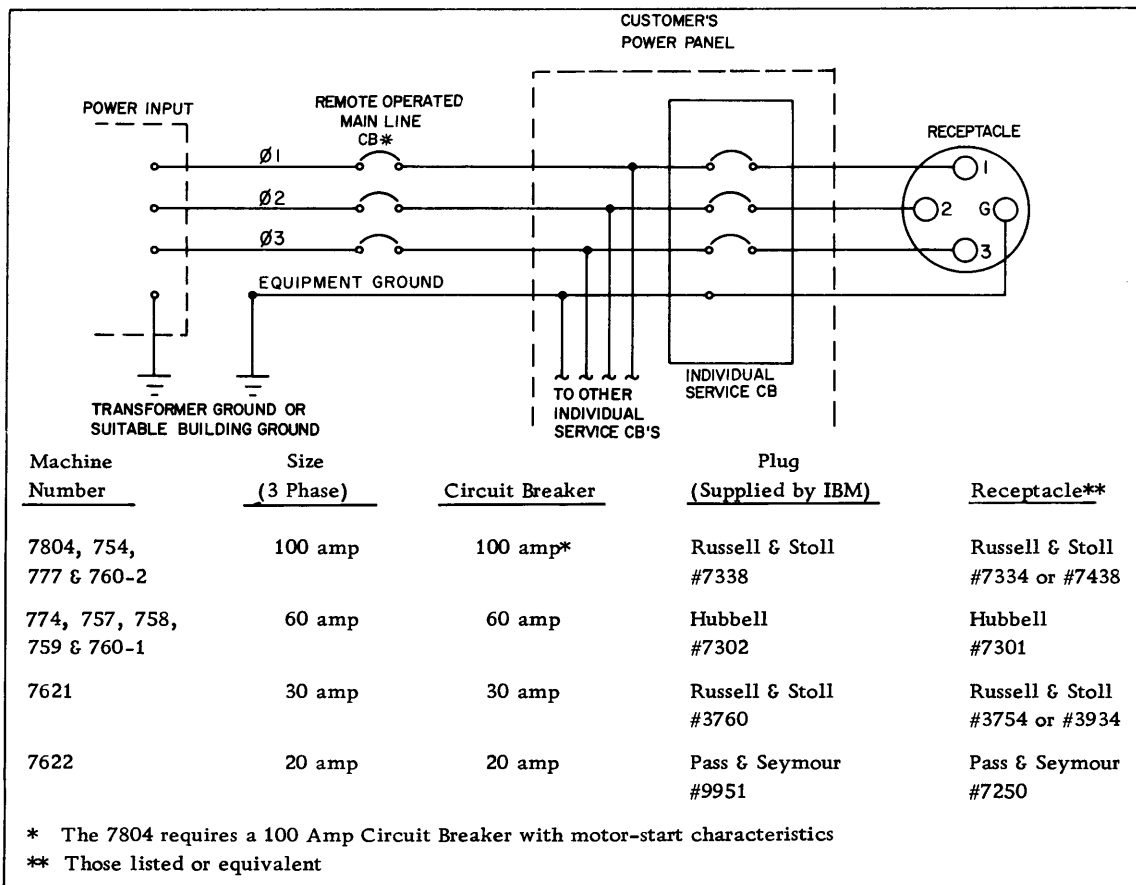 CUSTOMER'S
POWER PANEL
POWER INPUT
REMOTE OPERATED
MAIN LINE
CB*
RECEPTACLE
Ø1
Ø2
Ø3
1
2
G
3
EQUIPMENT GROUND
TRANSFORMER GROUND OR
SUITABLE BUILDING GROUND
TO OTHER
INDIVIDUAL
SERVICE CB'S
INDIVIDUAL
SERVICE CB
Machine Size Plug
Number (3 Phase) Circuit Breaker (Supplied by IBM) Receptacle**
7804, 754, 100 amp 100 amp* Russell & Stoll Russell & Stoll
777 & 760-2 #7338 #7334 or #7438
774, 757, 758, 60 amp 60 amp Hubbell Hubbell
759 & 760-1 #7302 #7301
7621 30 amp 30 amp Russell & Stoll Russell & Stoll
#3760 #3754 or #3934
7622 20 amp 20 amp Pass & Seymour Pass & Seymour
#9951 #7250
* The 7804 requires a 100 Amp Circuit Breaker with motor-start characteristics
** Those listed or equivalent